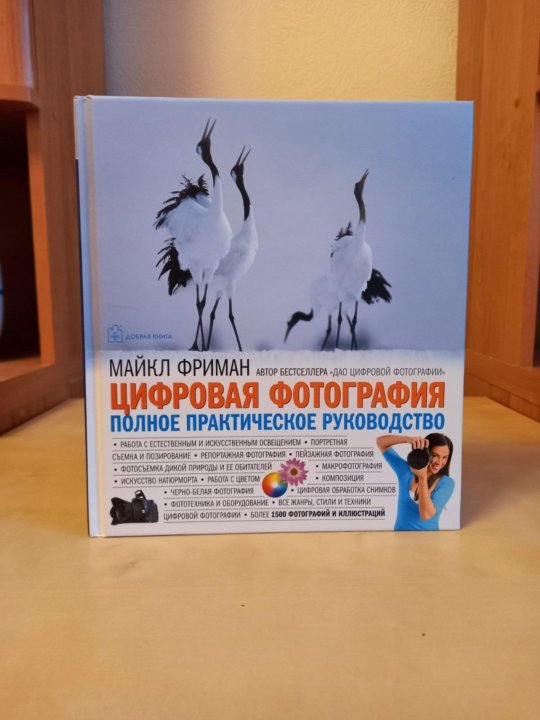 ДОБРАЯ КНИГА
МАЙКЛ ФРИМАН АВТОР БЕСТСЕЛЛЕРА «ДАО ЦИФРОВОЙ ФОТОГРАФИИ»
ЦИФРОВАЯ ФОТОГРАФИЯ
ПОЛНОЕ ПРАКТИЧЕСКОЕ РУКОВОДСТВО
• РАБОТА С ЕСТЕСТВЕННЫМ И ИСКУССТВЕННЫМ ОСВЕЩЕНИЕМ • ПОРТРЕТНАЯ
СЪЕМКА И ПОЗИРОВАНИЕ • РЕПОРТАЖНАЯ ФОТОГРАФИЯ • ПЕЙЗАЖНАЯ ФОТОГРАФИЯ
• ФОТОСЪЕМКА ДИКОЙ ПРИРОДЫ И ЕЕ ОБИТАТЕЛЕЙ • МАКРОФОТОГРАФИЯ
• ИСКУССТВО НАТЮРМОРТА • РАБОТА С ЦВЕТОМ • КОМПОЗИЦИЯ
• ЧЕРНО-БЕЛАЯ ФОТОГРАФИЯ • ЦИФРОВАЯ ОБРАБОТКА СНИМКОВ
• ФОТОТЕХНИКА И ОБОРУДОВАНИЕ • ВСЕ ЖАНРЫ, СТИЛИ И ТЕХНИКИ
ЦИФРОВОЙ ФОТОГРАФИИ • БОЛЕЕ 1500 ФОТОГРАФИЙ И ИЛЛЮСТРАЦИЙ